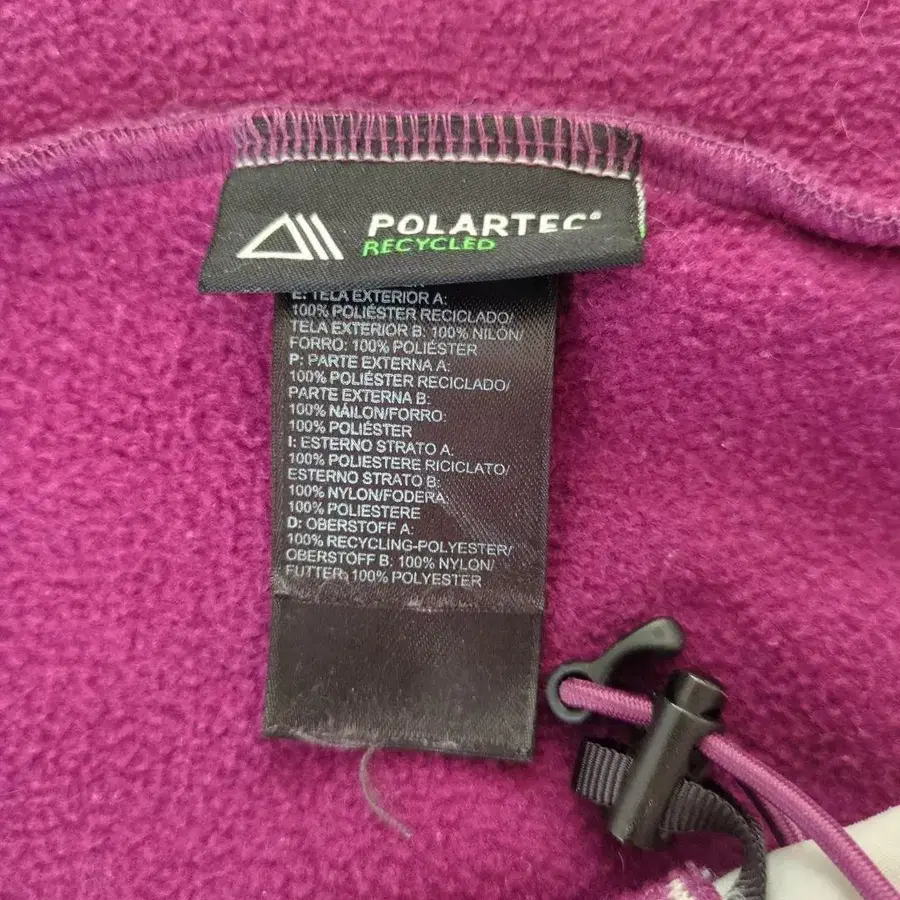 POLARTEC®
RECYCLED
E: TELA EXTERIOR A:
100% POLIÉSTER RECICLADO/
TELA EXTERIOR B: 100% NILÓN/
FORRO: 100% POLIÉSTER
P: PARTE EXTERNA A:
100% POLIÉSTER RECICLADO/
PARTE EXTERNA B:
100% NÁILON/FORRO:
100% POLIÉSTER
I: ESTERNO STRATO A:
100% POLIESTERE RICICLATO/
ESTERNO STRATO B:
100% NYLON/FODERA:
100% POLIESTERE
D: OBERSTOFF A:
100% RECYCLING-POLYESTER/
OBERSTOFF B: 100% NYLON/
FUTTER: 100% POLYESTER